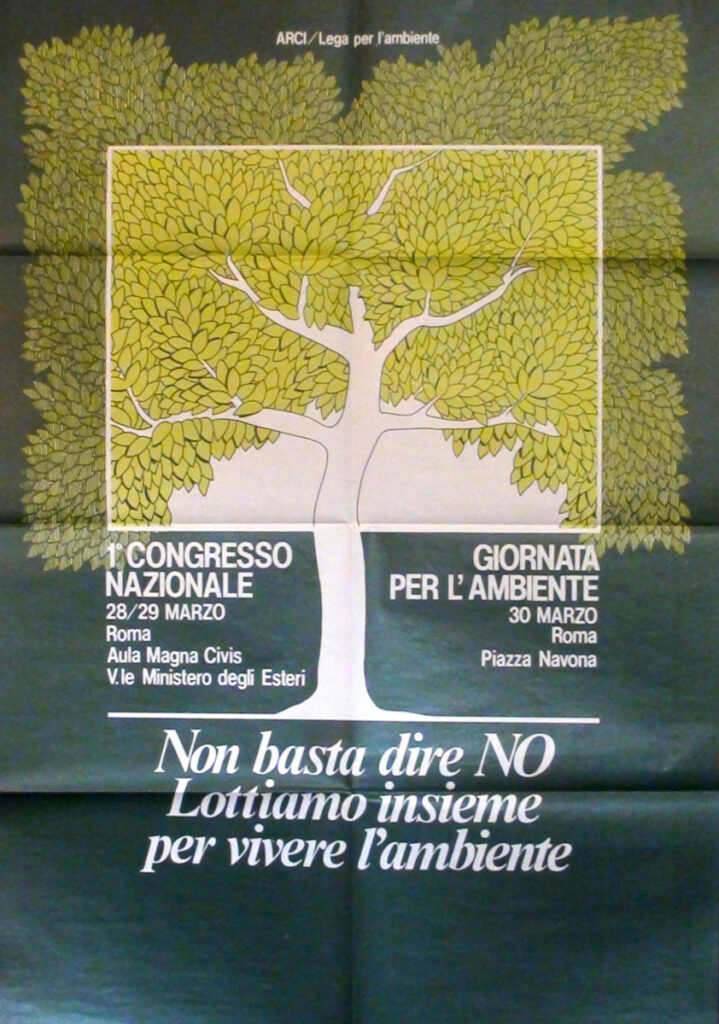 ARCI/Lega per l'ambiente
1° CONGRESSO
NAZIONALE
28/29 MARZO
Roma
Aula Magna Civis
V.le Ministero degli Esteri
GIORNATA
PER L'AMBIENTE
30 MARZO
Roma
Piazza Navona
Non basta dire NO
Lottiamo insieme
per vivere l'ambiente